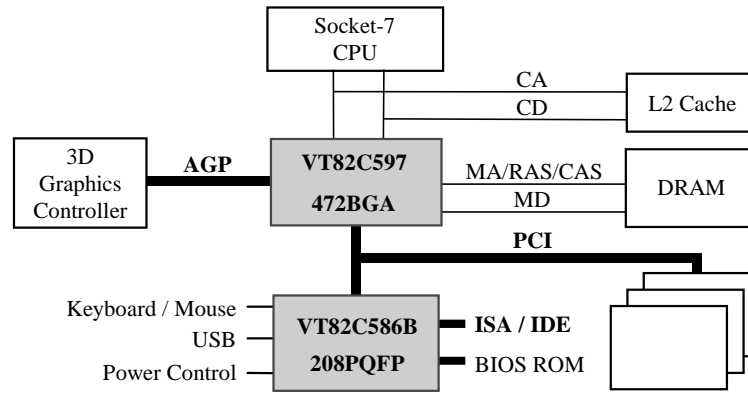 Socket-7
CPU
CA
CD
L2 Cache
3D
Graphics
Controller
AGP
VT82C597
472BGA
MA/RAS/CAS
MD
DRAM
PCI
Keyboard / Mouse
USB
Power Control
VT82C586B
208PQFP
ISA / IDE
BIOS ROM